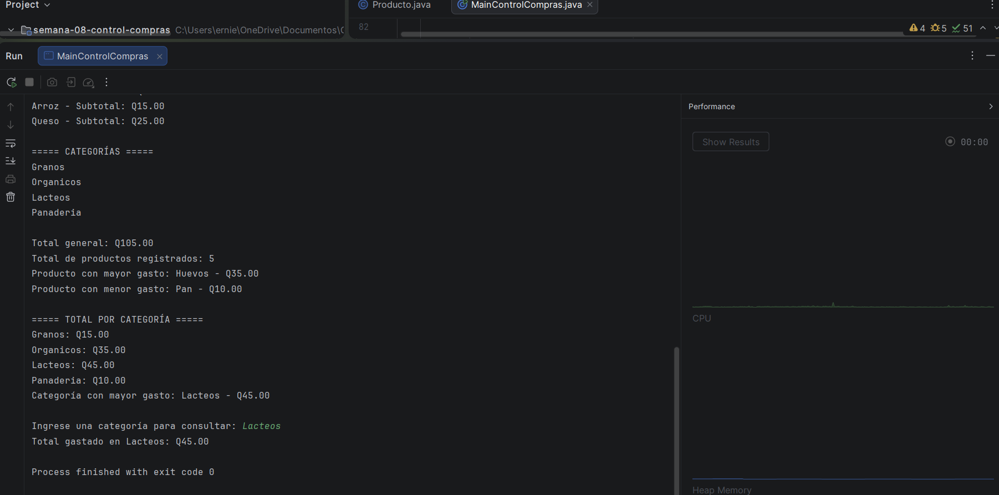 Project
Producto.java
MainControlCompras.java
semana-08-control-compras C:\Users\ernie\OneDrive\Documentos\
82
4 5 51
Run
MainControlCompras
Arroz - Subtotal: Q15.00
Queso - Subtotal: Q25.00
===== CATEGORÍAS =====
Granos
Organicos
Lacteos
Panaderia
Total general: Q105.00
Total de productos registrados: 5
Producto con mayor gasto: Huevos - Q35.00
Producto con menor gasto: Pan - Q10.00
===== TOTAL POR CATEGORÍA =====
Granos: Q15.00
Organicos: Q35.00
Lacteos: Q45.00
Panaderia: Q10.00
Categoría con mayor gasto: Lacteos - Q45.00
Ingrese una categoría para consultar: Lacteos
Total gastado en Lacteos: Q45.00
Process finished with exit code 0
Performance
Show Results
00:00
CPU
Heap Memory